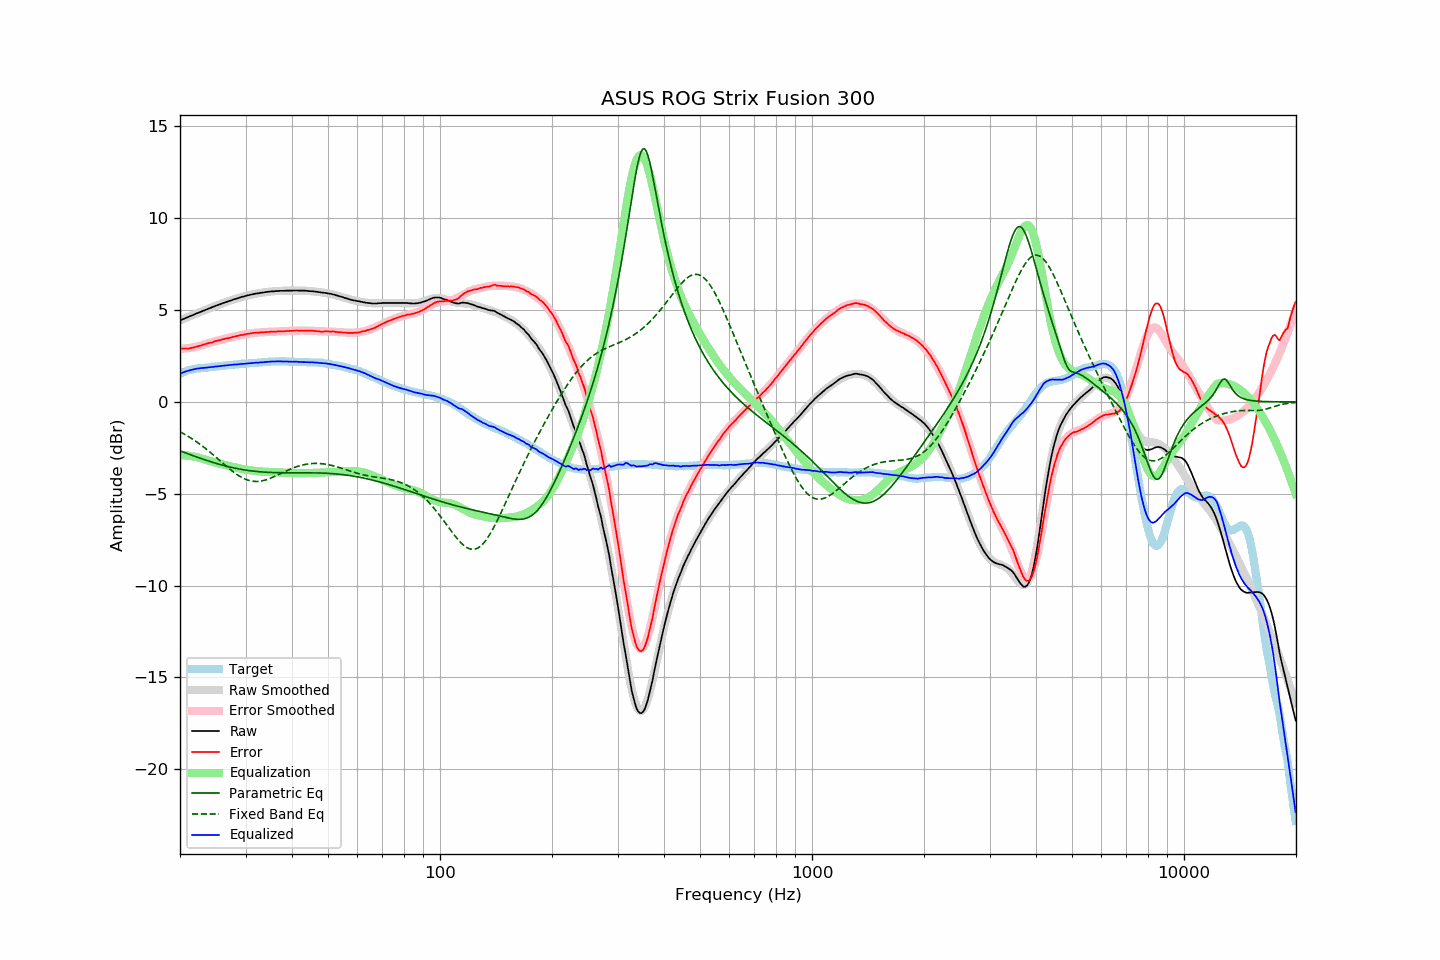 ASUS ROG Strix Fusion 300
15
10
5
0
−5
−10
−15
−20
Amplitude (dBr)
Target
Raw Smoothed
Error Smoothed
Raw
Error
Equalization
Parametric Eq
Fixed Band Eq
Equalized
100
1000
10000
Frequency (Hz)